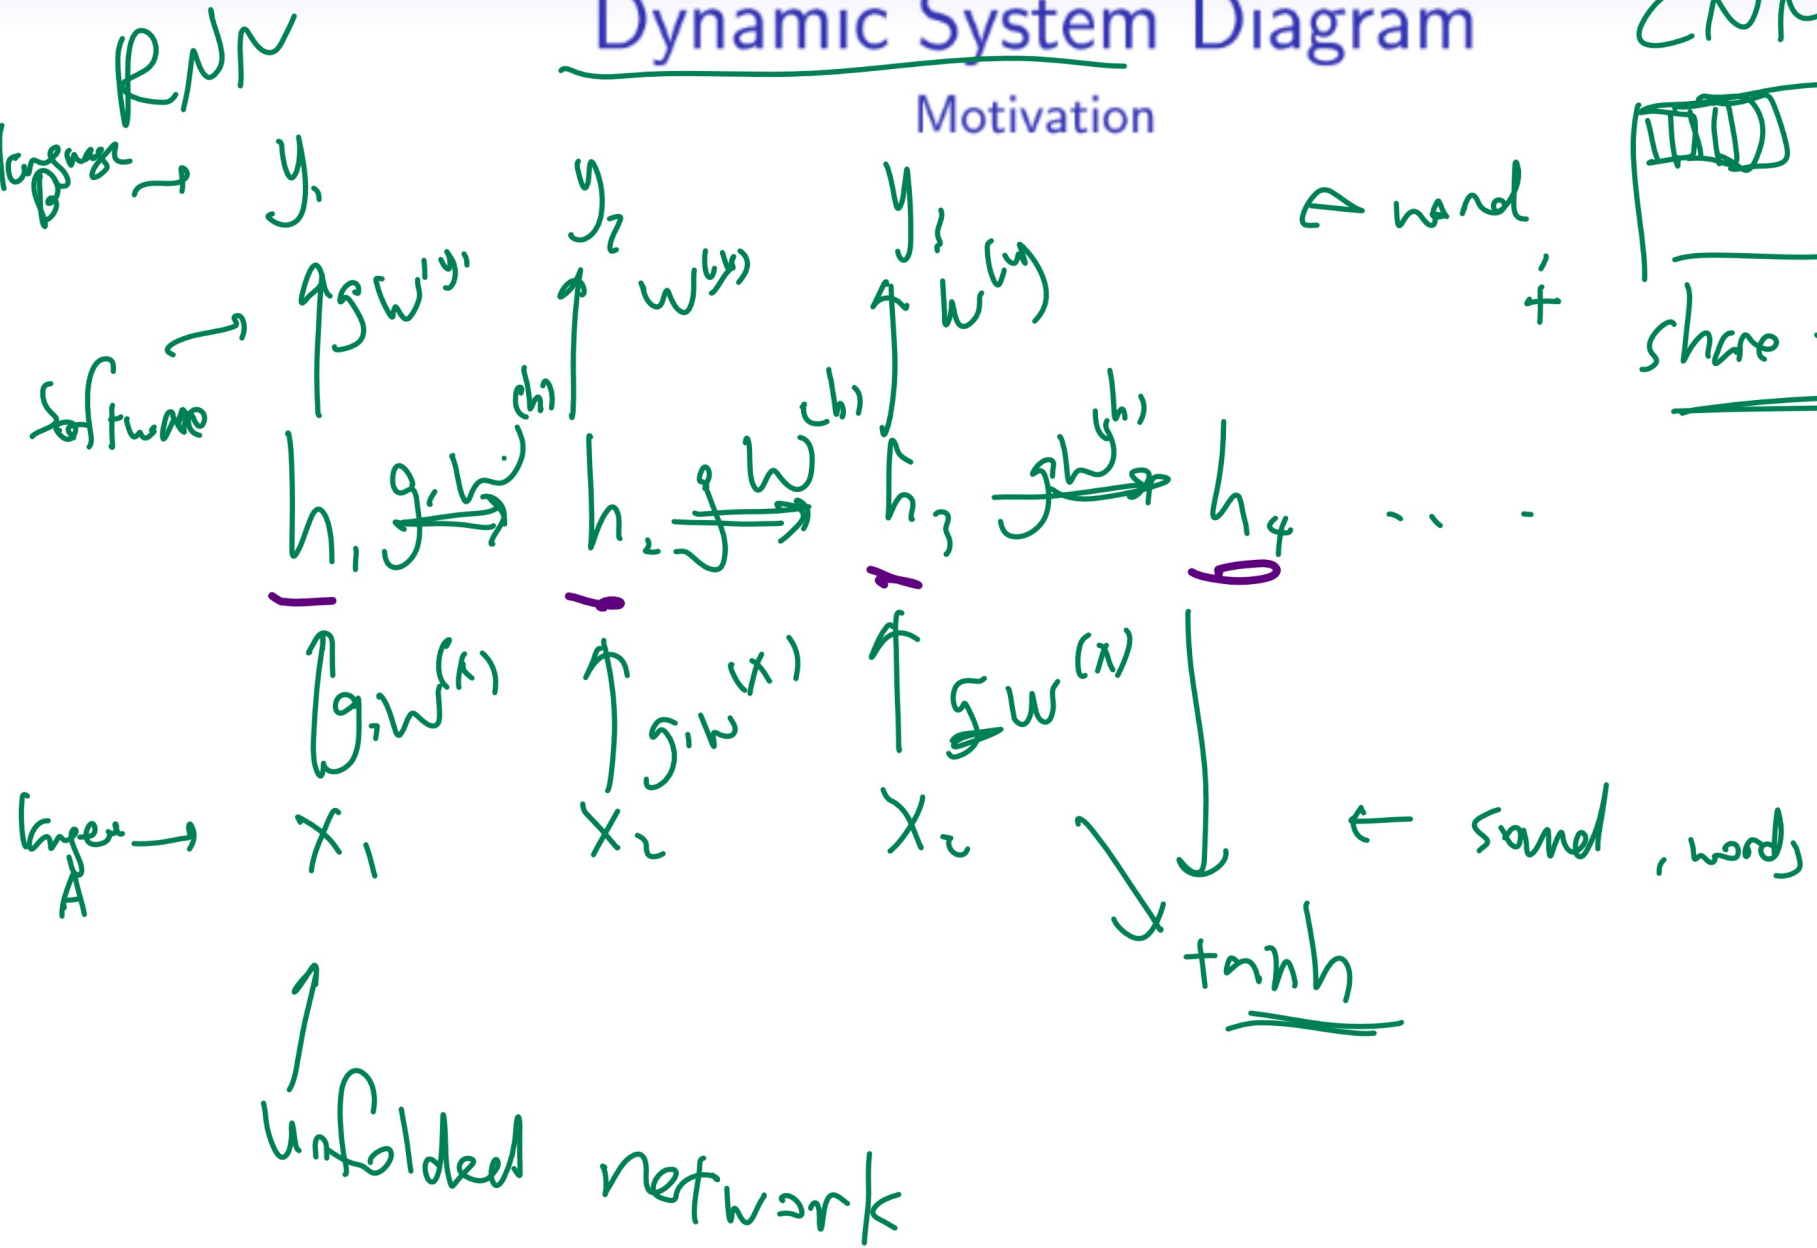 Dynamic System Diagram
CNN
RNN
Motivation
language
B
y₁ y₂ y₃
word
g W⁽ʸ⁾ W⁽ʸ⁾ W⁽ʸ⁾
+
share
software
h₁ g, W⁽ʰ⁾ h₂ g W⁽ʰ⁾ h₃ g W⁽ʰ⁾ h₄ ...
g, W⁽ˣ⁾ g, W⁽ˣ⁾ g W⁽ˣ⁾
x₁ x₂ x₂
sound, words
A
tanh
unfolded network